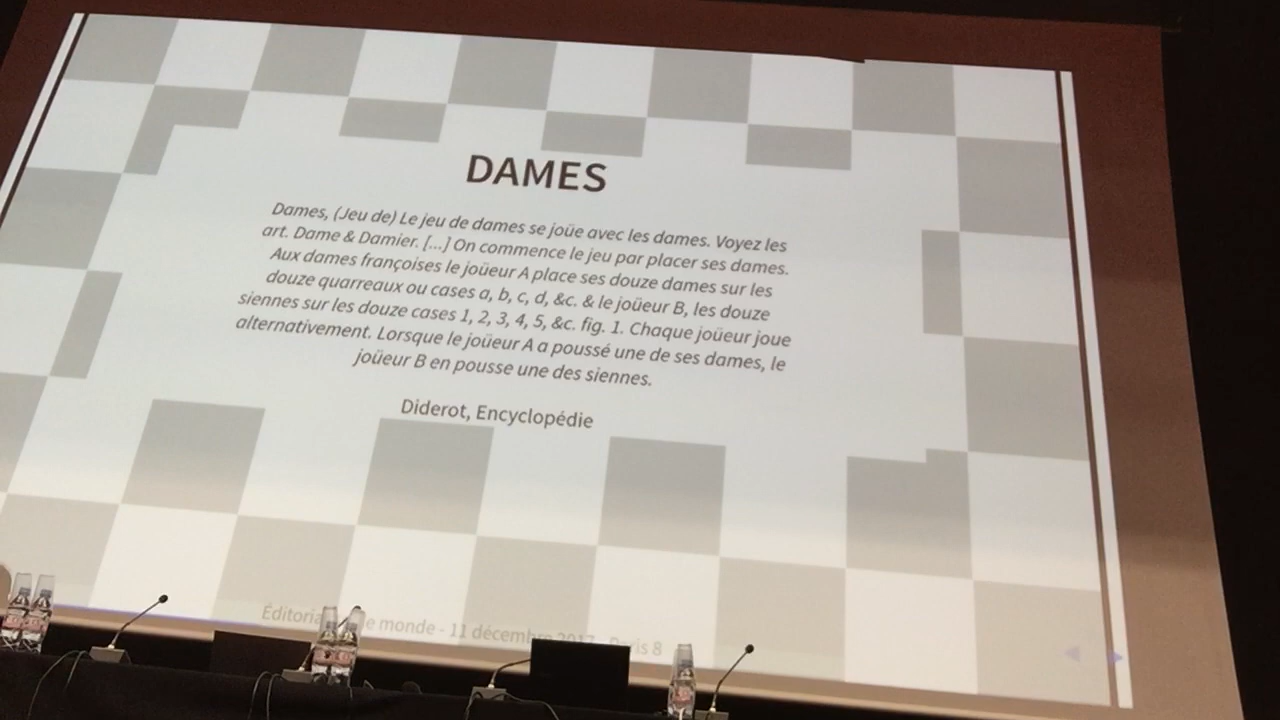 DAMES
Dames, (Jeu de) Le jeu de dames se joüe avec les dames. Voyez les
art. Dame & Damier. [...] On commence le jeu par placer ses dames.
Aux dames françoises le joüeur A place ses douze dames sur les
douze quarreaux ou cases a, b, c, d, &c. & le joüeur B, les douze
siennes sur les douze cases 1, 2, 3, 4, 5, &c. fig. 1. Chaque joüeur joue
alternativement. Lorsque le joüeur A a poussé une de ses dames, le
joüeur B en pousse une des siennes.
Diderot, Encyclopédie
monde - 11 décembre 2017 - Paris 8